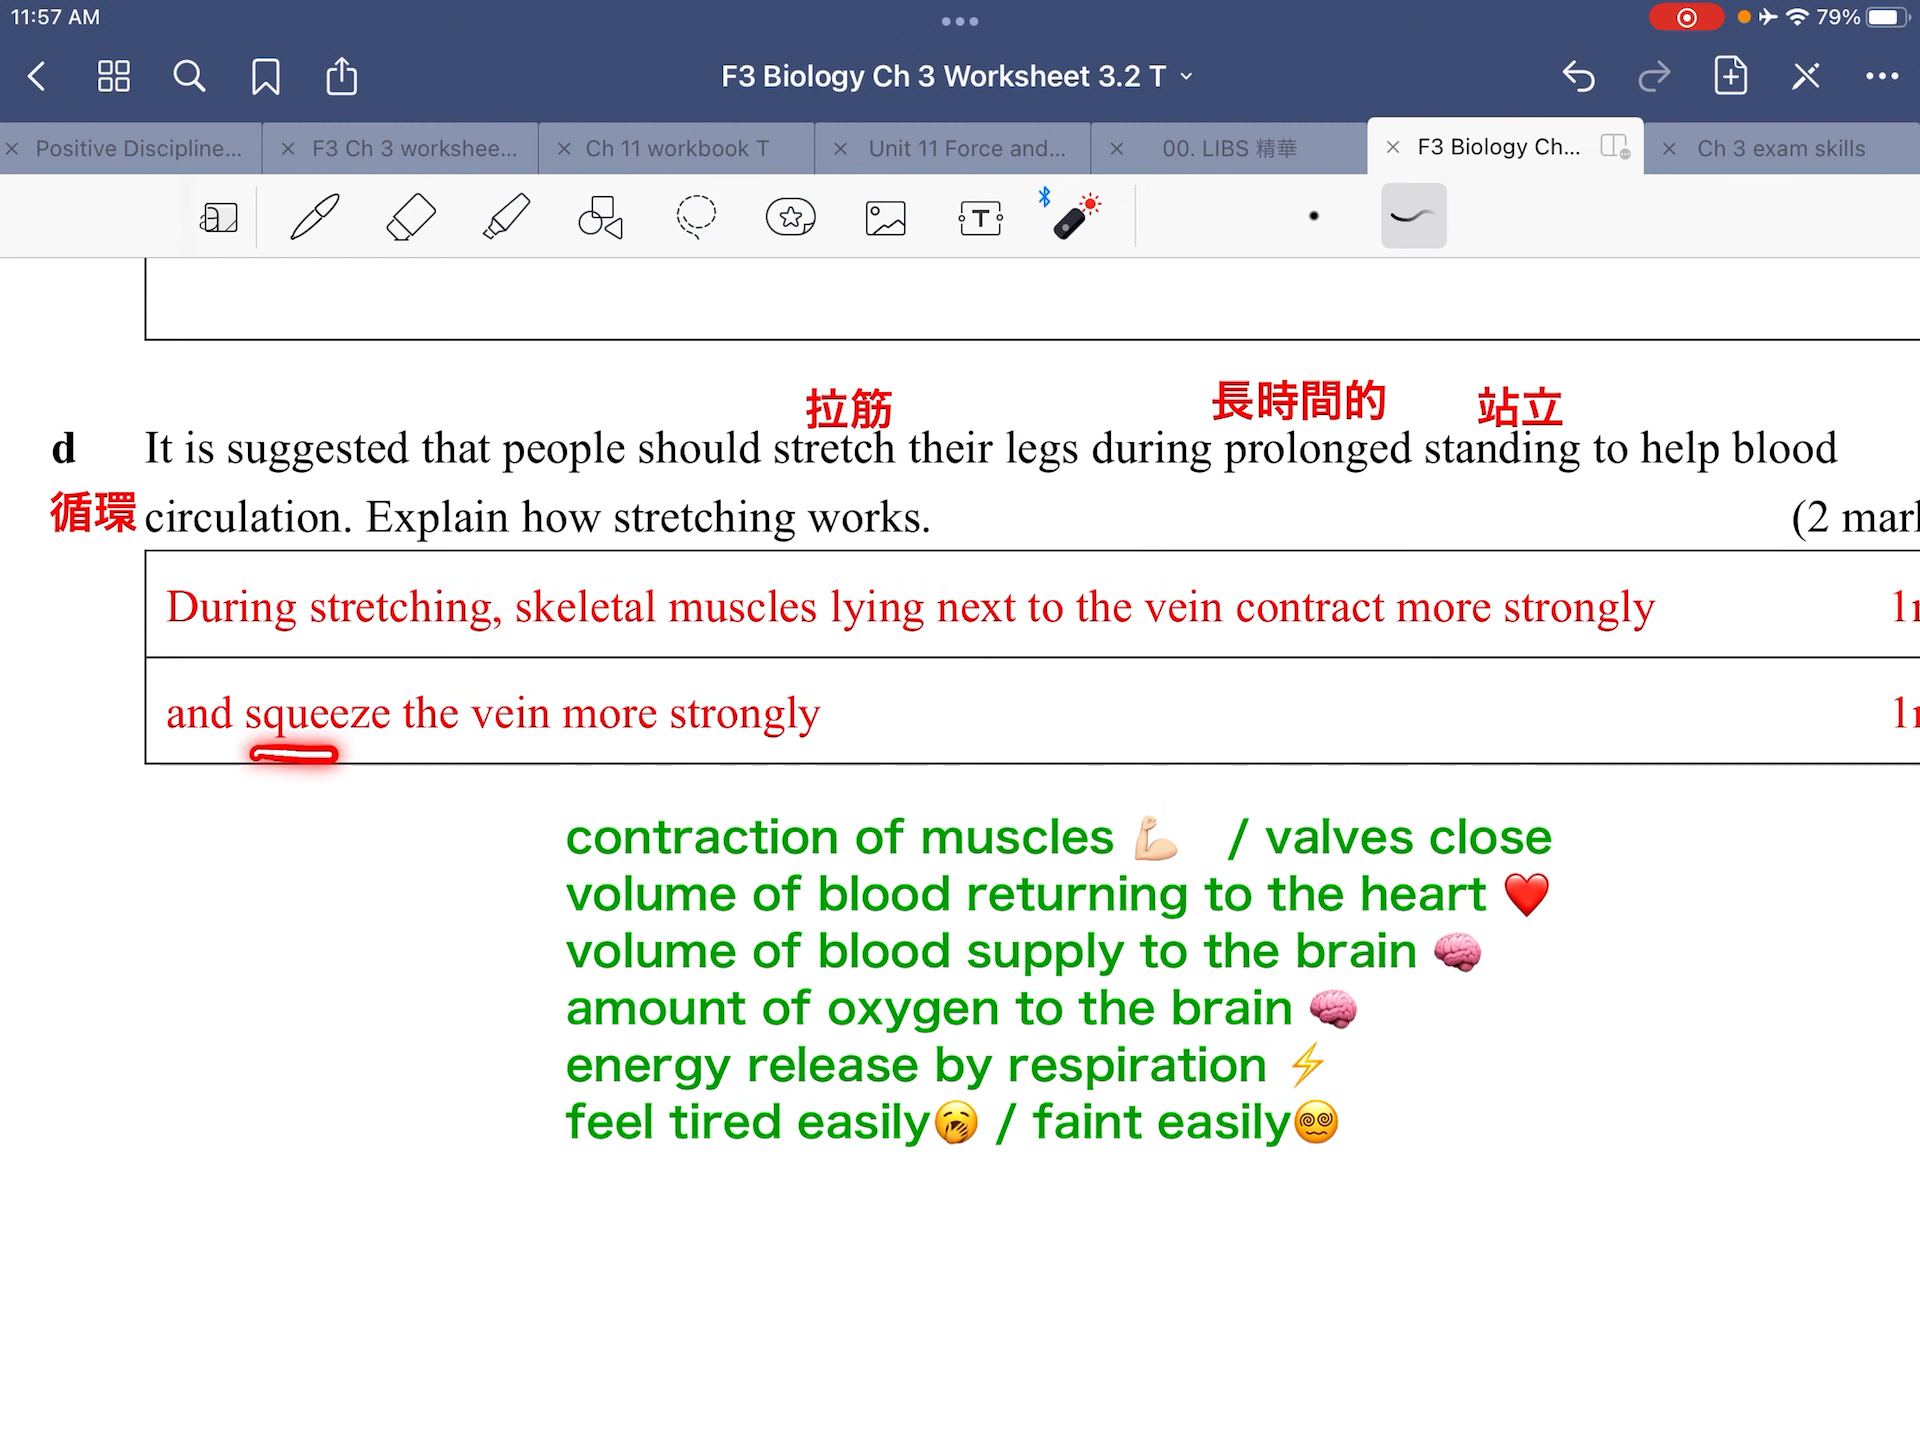 11:57 AM
79%
F3 Biology Ch 3 Worksheet 3.2 T
Positive Discipline...
F3 Ch 3 workshee...
Ch 11 workbook T
Unit 11 Force and...
00. LIBS 精華
F3 Biology Ch...
Ch 3 exam skills
拉筋 長時間的 站立
d It is suggested that people should stretch their legs during prolonged standing to help blood
循環 circulation. Explain how stretching works. (2 mar
During stretching, skeletal muscles lying next to the vein contract more strongly 1
and squeeze the vein more strongly 1
contraction of muscles 💪🏻 / valves close
volume of blood returning to the heart ❤️
volume of blood supply to the brain 🧠
amount of oxygen to the brain 🧠
energy release by respiration ⚡
feel tired easily🥱 / faint easily😵‍💫